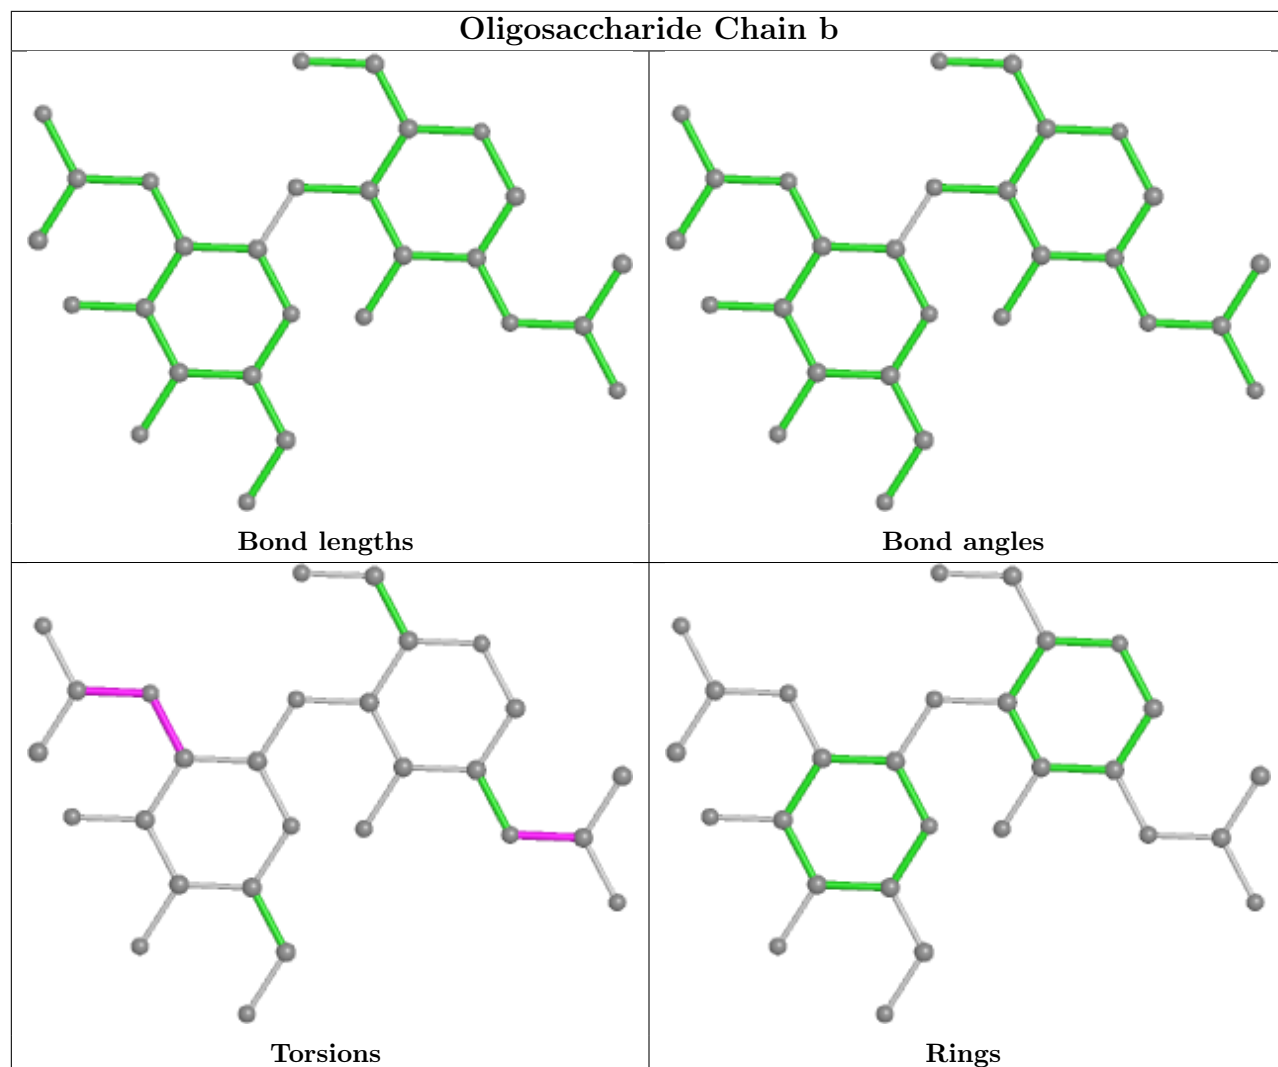 Oligosaccharide Chain b
Bond lengths
Bond angles
Torsions
Rings